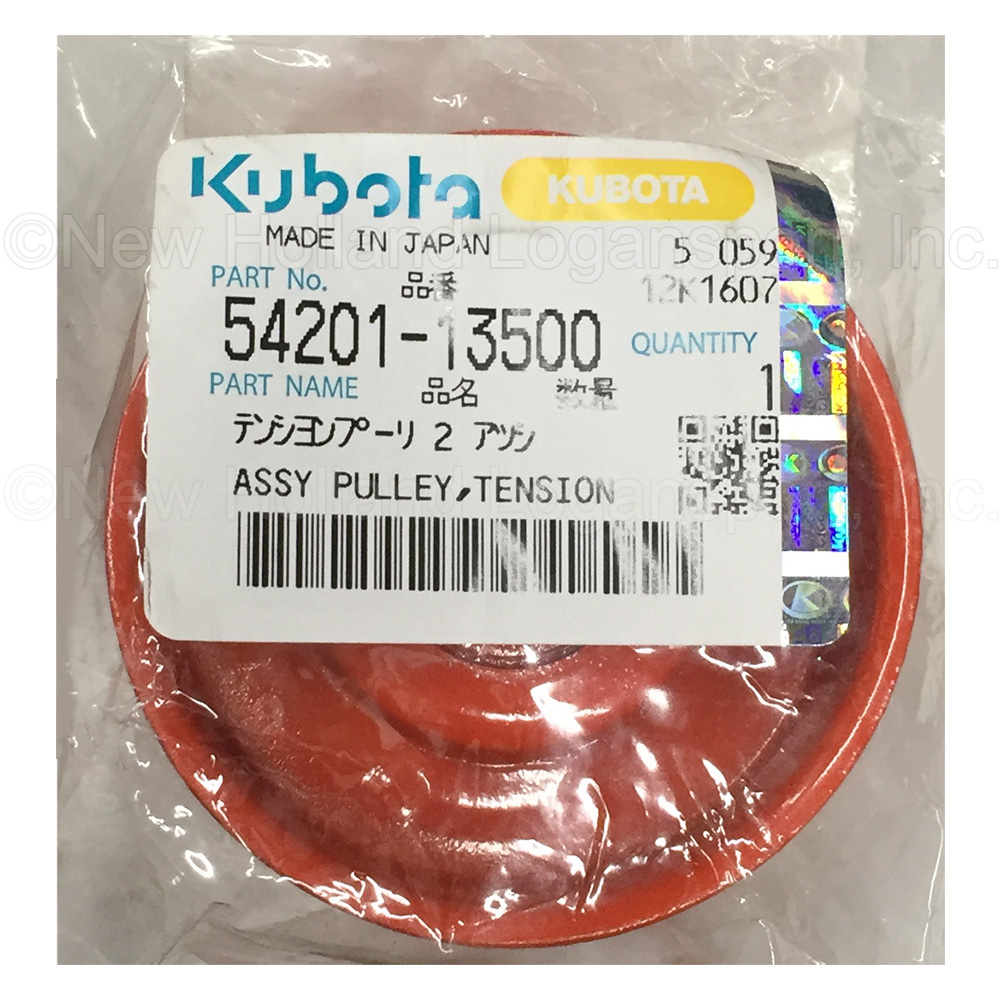 Kubota KUBOTA
MADE IN JAPAN 5 059
PART No. 品番 12K1607
54201-13500 QUANTITY
PART NAME 品名 数量 1
テンシヨンプーリ 2 アツシ
ASSY PULLEY,TENSION
©New Holland Logansport, Inc.
©New Holland Logansport, Inc.